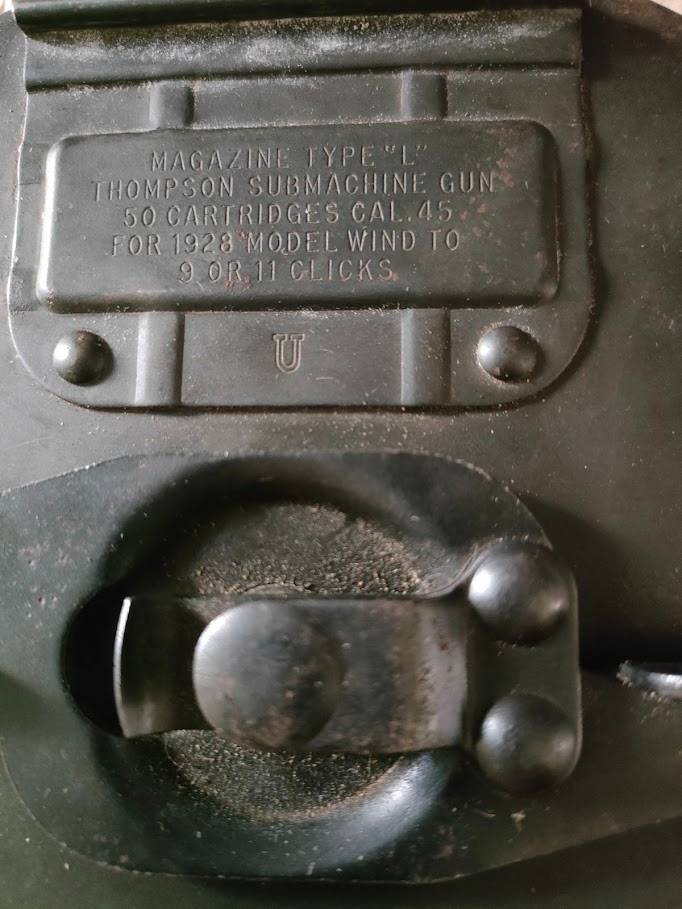 MAGAZINE TYPE "L"
THOMPSON SUBMACHINE GUN
50 CARTRIDGES CAL. 45
FOR 1928 MODEL WIND TO
9 OR 11 CLICKS
U